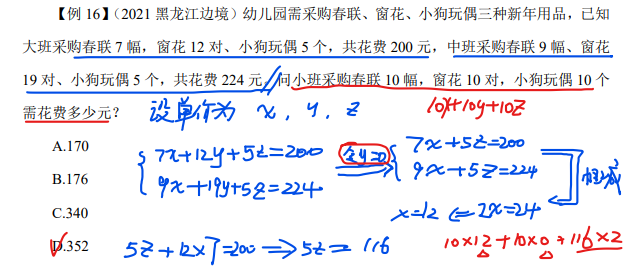 【例 16】（2021 黑龙江边境）幼儿园需采购春联、窗花、小狗玩偶三种新年用品，已知
大班采购春联 7 幅，窗花 12 对、小狗玩偶 5 个，共花费 200 元，中班采购春联 9 幅、窗花
19 对、小狗玩偶 5 个，共花费 224 元，问小班采购春联 10 幅，窗花 10 对，小狗玩偶 10 个
需花费多少元？
设单价为 x, y, z
10x+10y+10z
A.170
7x+12y+5z=200
9x+19y+5z=224
令y=0
7x+5z=200
9x+5z=224
B.176
相减
C.340
x=12 ⇐ 2x=24
D.352
5z+12×7=200 ⟹ 5z= 116
10×12+10×0+116×2